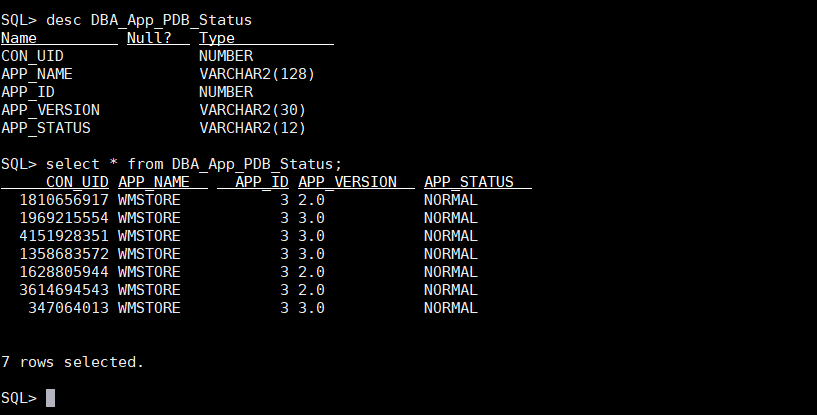 SQL> desc DBA_App_PDB_Status
Name Null? Type
CON_UID NUMBER
APP_NAME VARCHAR2(128)
APP_ID NUMBER
APP_VERSION VARCHAR2(30)
APP_STATUS VARCHAR2(12)
SQL> select * from DBA_App_PDB_Status;
CON_UID APP_NAME APP_ID APP_VERSION APP_STATUS
1810656917 WMSTORE 3 2.0 NORMAL
1969215554 WMSTORE 3 3.0 NORMAL
4151928351 WMSTORE 3 3.0 NORMAL
1358683572 WMSTORE 3 3.0 NORMAL
1628805944 WMSTORE 3 2.0 NORMAL
3614694543 WMSTORE 3 2.0 NORMAL
347064013 WMSTORE 3 3.0 NORMAL
7 rows selected.
SQL>